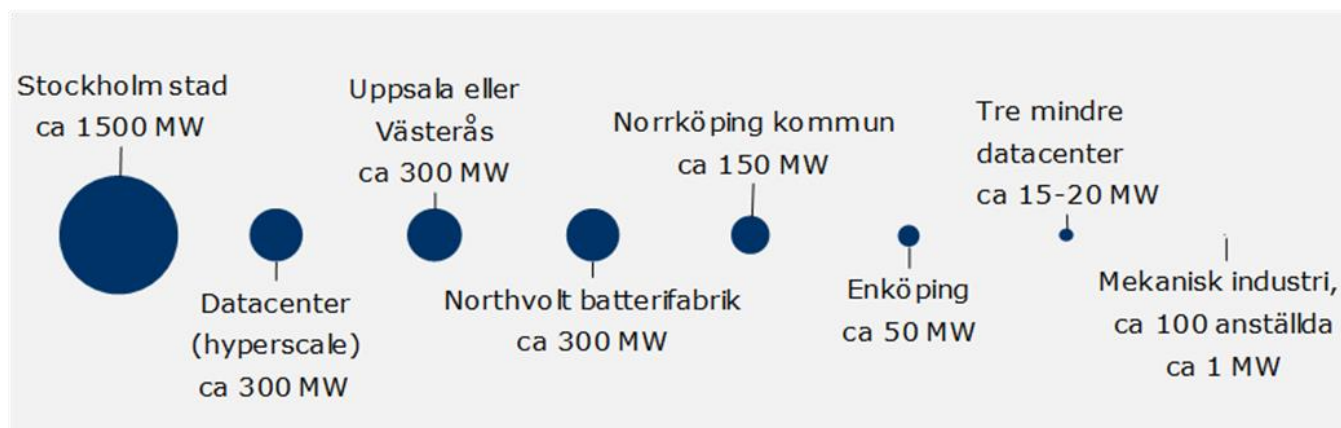 Stockholm stad
ca 1500 MW
Datacenter
(hyperscale)
ca 300 MW
Uppsala eller
Västerås
ca 300 MW
Northvolt batterifabrik
ca 300 MW
Norrköping kommun
ca 150 MW
Enköping
ca 50 MW
Tre mindre
datacenter
ca 15-20 MW
Mekanisk industri,
ca 100 anställda
ca 1 MW